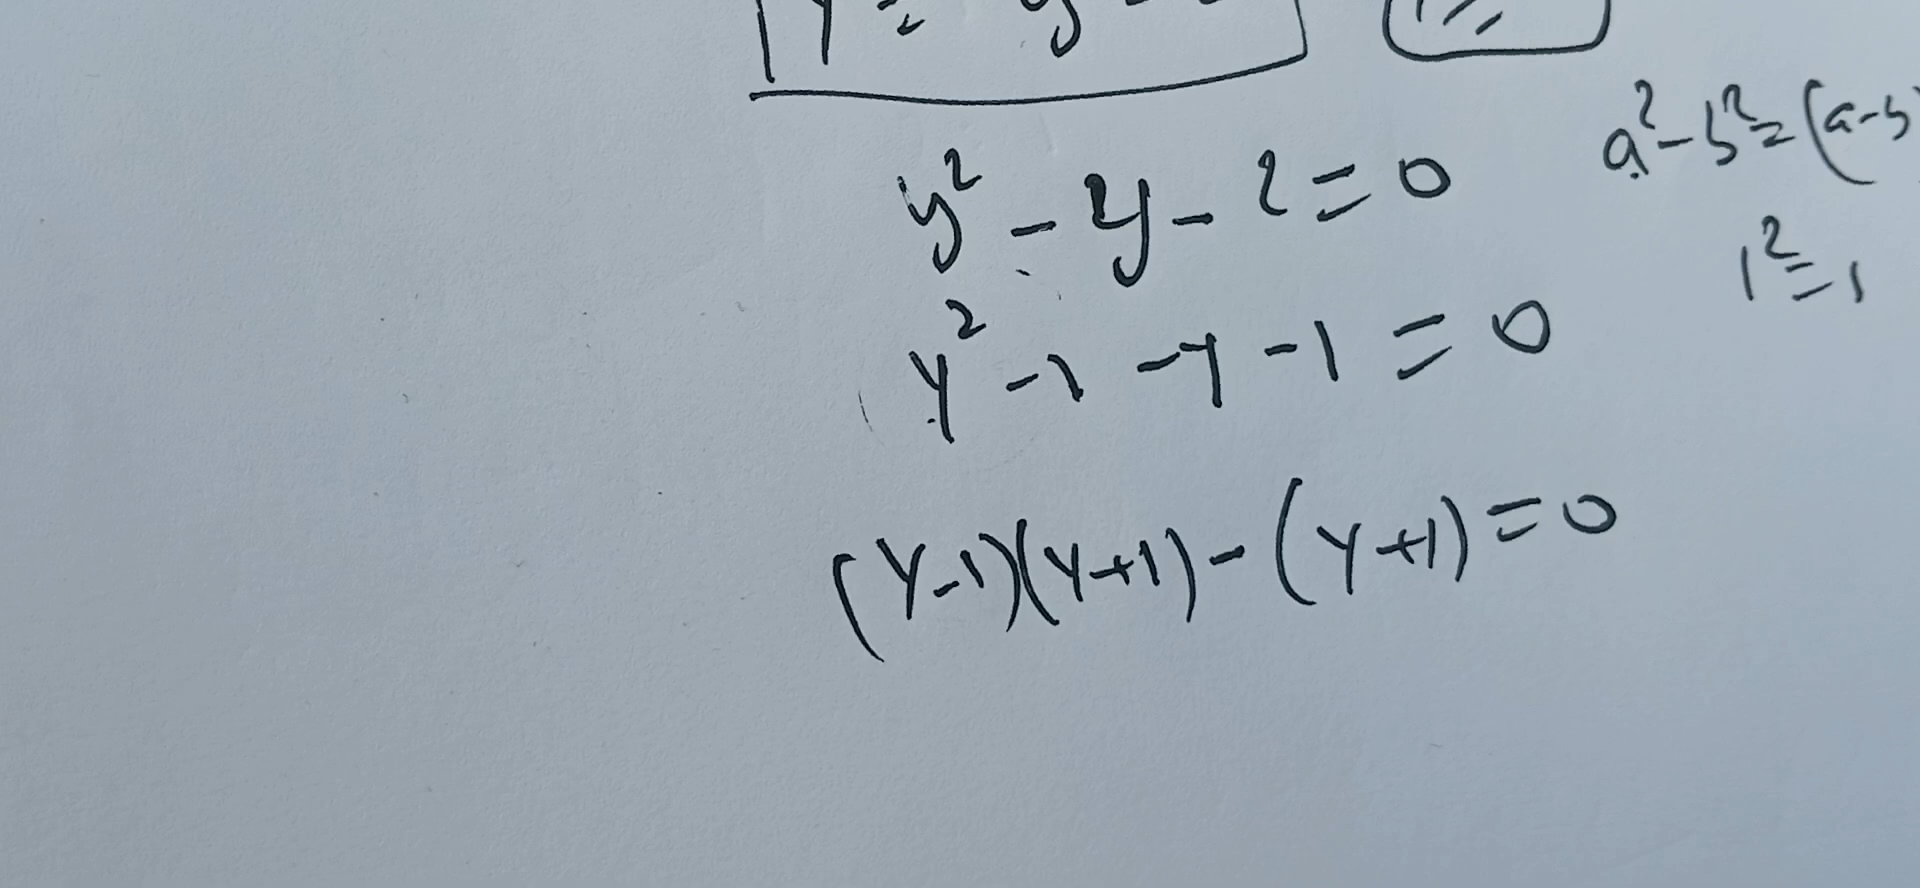 a² - b² = (a-b)
y² - y - 2 = 0
1² = 1
y² - 1 - y - 1 = 0
(y-1)(y+1) - (y+1) = 0